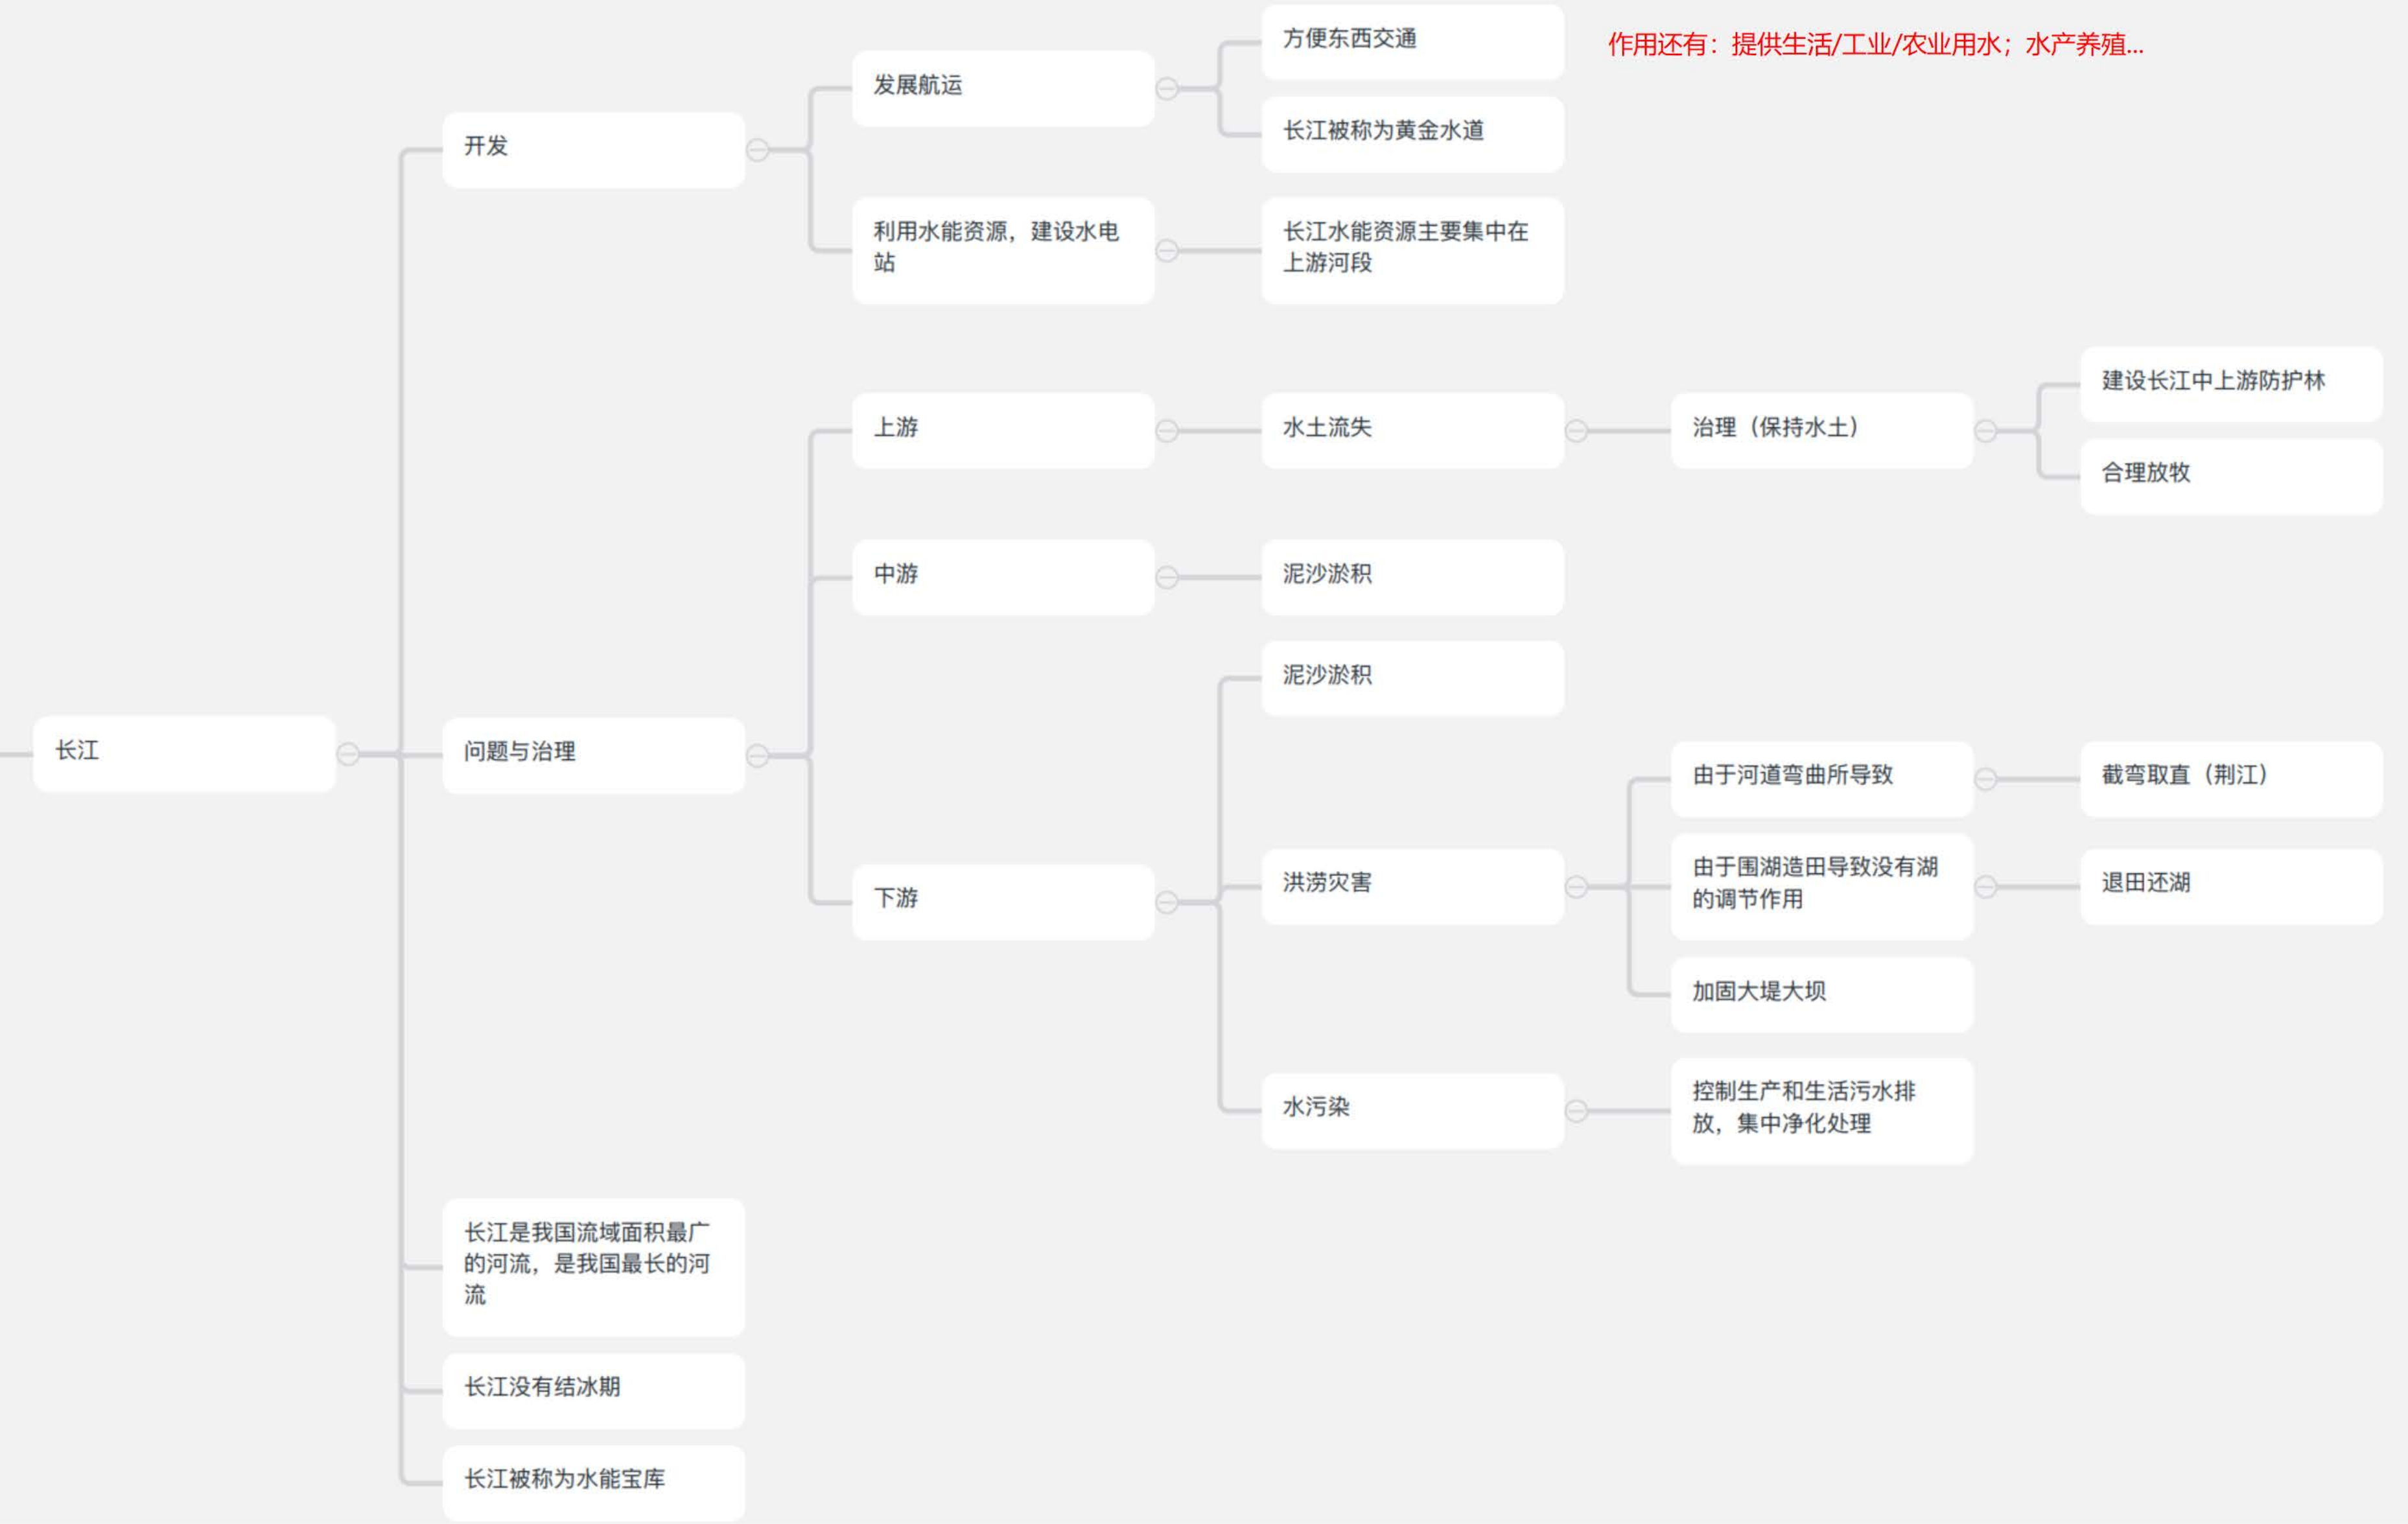 方便东西交通
作用还有：提供生活/工业/农业用水；水产养殖...
发展航运
长江被称为黄金水道
开发
利用水能资源，建设水电
站
长江水能资源主要集中在
上游河段
建设长江中上游防护林
上游
水土流失
治理（保持水土）
合理放牧
中游
泥沙淤积
泥沙淤积
长江
问题与治理
由于河道弯曲所导致
截弯取直（荆江）
下游
洪涝灾害
由于围湖造田导致没有湖
的调节作用
退田还湖
加固大堤大坝
水污染
控制生产和生活污水排
放，集中净化处理
长江是我国流域面积最广
的河流，是我国最长的河
流
长江没有结冰期
长江被称为水能宝库